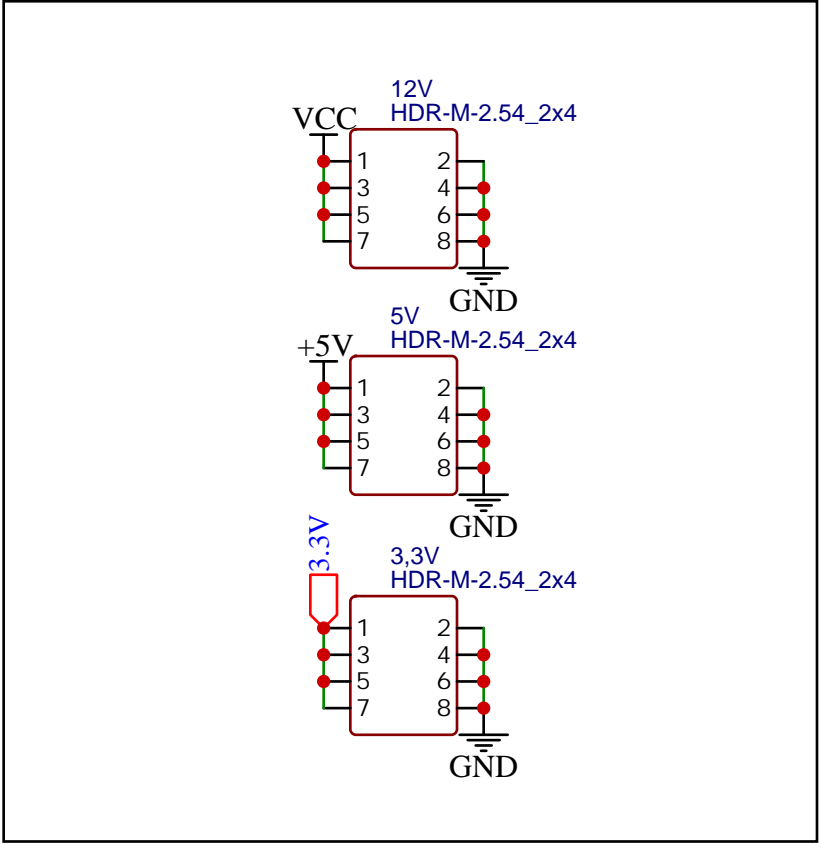 12V
HDR-M-2.54_2x4
VCC
1 2
3 4
5 6
7 8
GND
5V
HDR-M-2.54_2x4
+5V
1 2
3 4
5 6
7 8
GND
3.3V
3,3V
HDR-M-2.54_2x4
1 2
3 4
5 6
7 8
GND